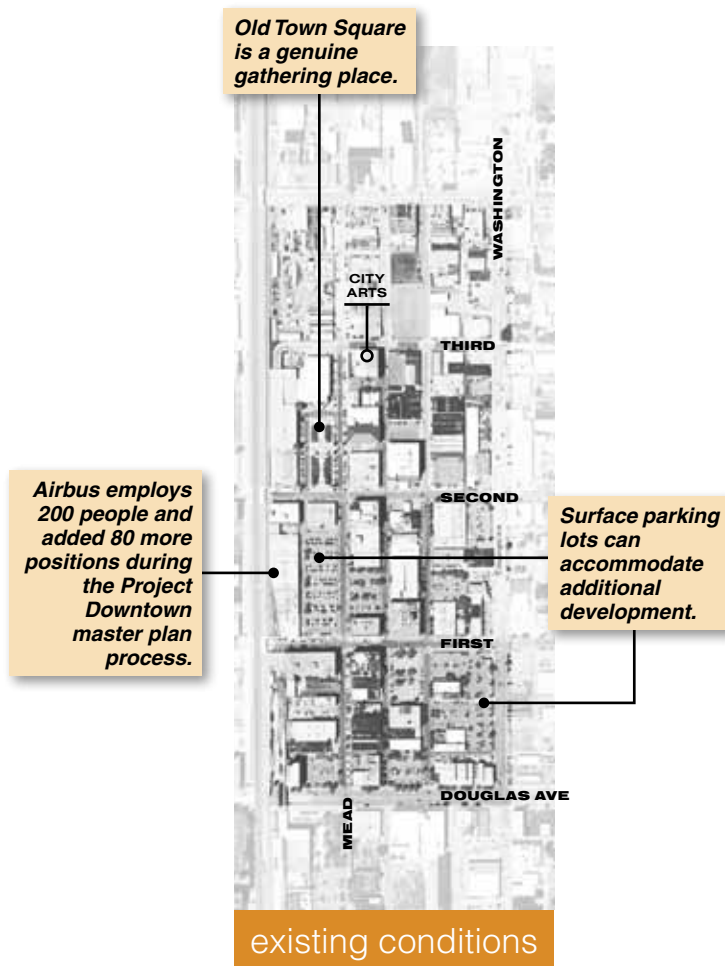 Old Town Square
is a genuine
gathering place.
WASHINGTON
CITY
ARTS
THIRD
Airbus employs
200 people and
added 80 more
positions during
the Project
Downtown
master plan
process.
SECOND
Surface parking
lots can
accommodate
additional
development.
FIRST
DOUGLAS AVE
MEAD
existing conditions